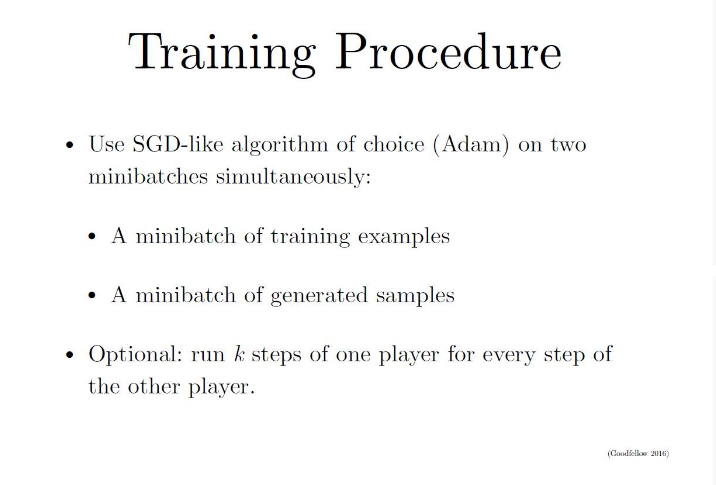 Training Procedure
• Use SGD-like algorithm of choice (Adam) on two
minibatches simultaneously:
• A minibatch of training examples
• A minibatch of generated samples
• Optional: run k steps of one player for every step of
the other player.
(Goodfellow 2016)